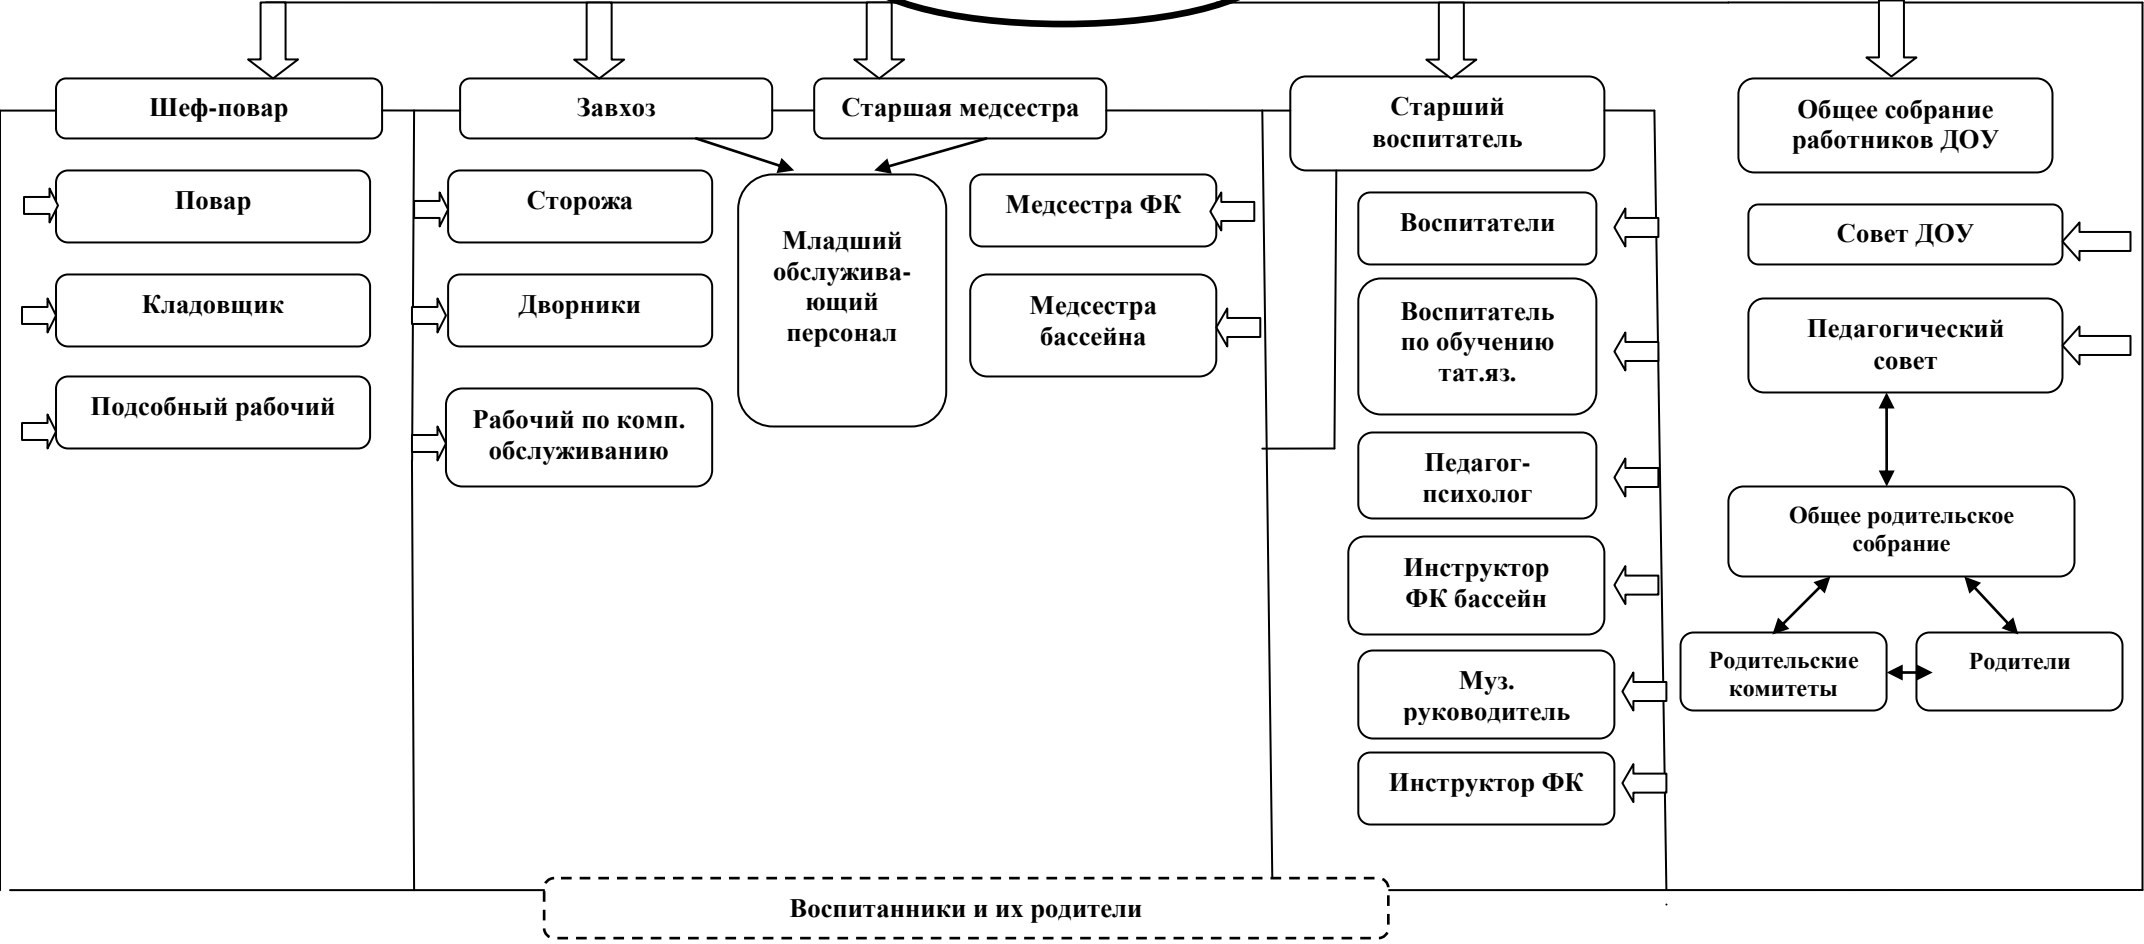 Шеф-повар
Завхоз
Старшая медсестра
Старший
воспитатель
Общее собрание
работников ДОУ
Повар
Кладовщик
Подсобный рабочий
Сторожа
Дворники
Рабочий по комп.
обслуживанию
Младший
обслужива-
ющий
персонал
Медсестра ФК
Медсестра
бассейна
Воспитатели
Воспитатель
по обучению
тат.яз.
Педагог-
психолог
Инструктор
ФК бассейн
Муз.
руководитель
Инструктор ФК
Совет ДОУ
Педагогический
совет
Общее родительское
собрание
Родительские
комитеты
Родители
Воспитанники и их родители